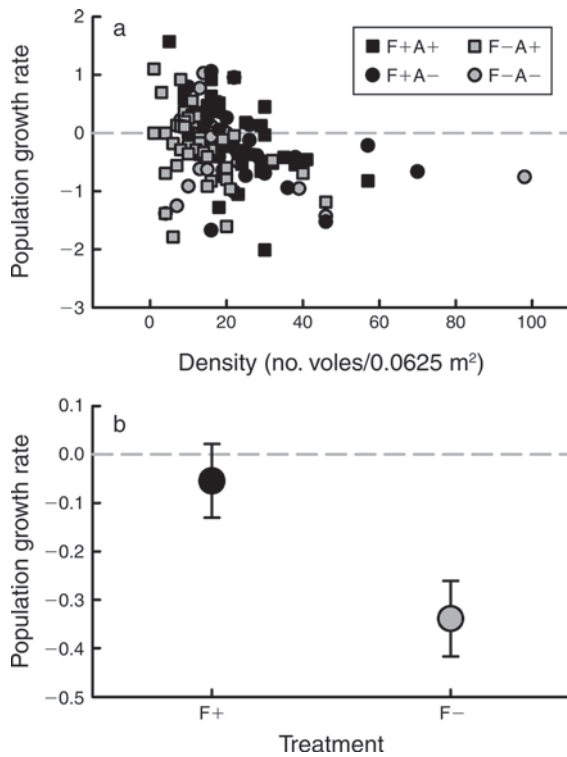 a
F+A+ F−A+
F+A− F−A−
2
1
0
−1
−2
−3
Population growth rate
0 20 40 60 80 100
Density (no. voles/0.0625 m²)
b
0.1
0.0
−0.1
−0.2
−0.3
−0.4
−0.5
Population growth rate
F+ F−
Treatment